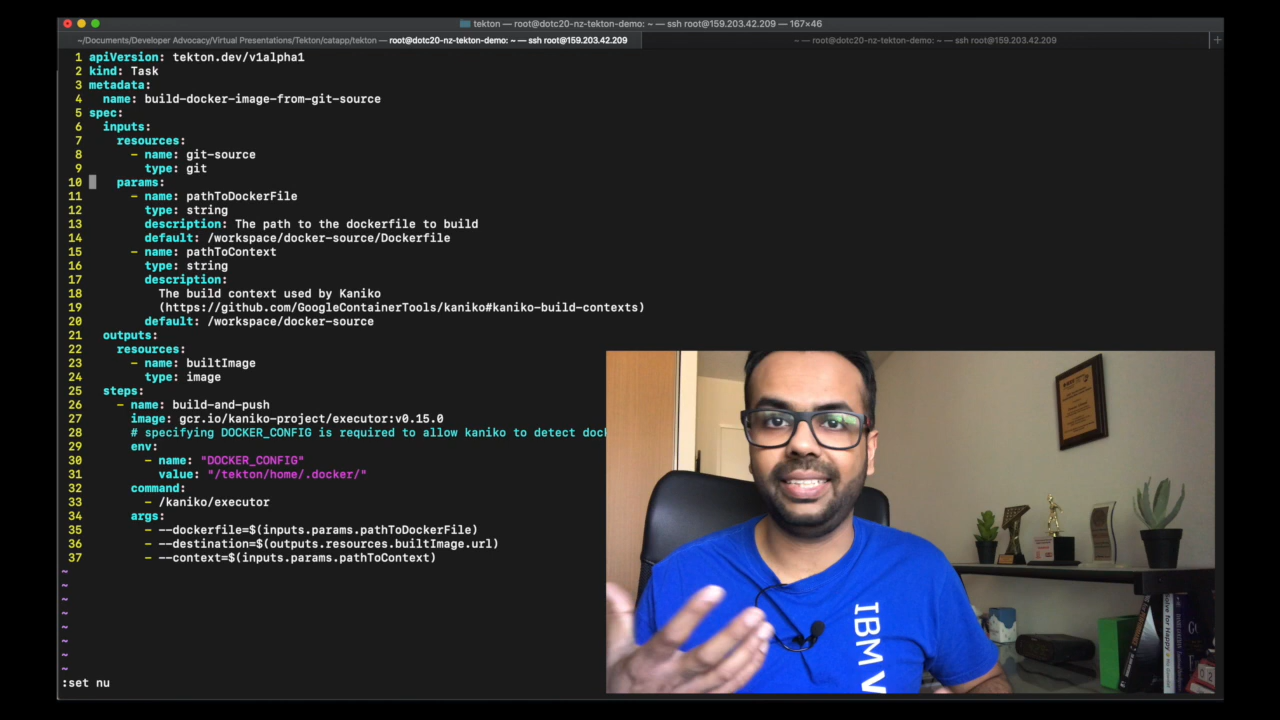 tekton — root@dotc20-nz-tekton-demo: ~ — ssh root@159.203.42.209 — 167×46
~/Documents/Developer Advocacy/Virtual Presentations/Tekton/catapp/tekton — root@dotc20-nz-tekton-demo: ~ — ssh root@159.203.42.209
~ — root@dotc20-nz-tekton-demo: ~ — ssh root@159.203.42.209
+
1 apiVersion: tekton.dev/v1alpha1
2 kind: Task
3 metadata:
4   name: build-docker-image-from-git-source
5 spec:
6   inputs:
7     resources:
8       - name: git-source
9         type: git
10     params:
11       - name: pathToDockerFile
12         type: string
13         description: The path to the dockerfile to build
14         default: /workspace/docker-source/Dockerfile
15       - name: pathToContext
16         type: string
17         description:
18           The build context used by Kaniko
19           (https://github.com/GoogleContainerTools/kaniko#kaniko-build-contexts)
20         default: /workspace/docker-source
21   outputs:
22     resources:
23       - name: builtImage
24         type: image
25   steps:
26     - name: build-and-push
27       image: gcr.io/kaniko-project/executor:v0.15.0
28       # specifying DOCKER_CONFIG is required to allow kaniko to detect doc
29       env:
30         - name: "DOCKER_CONFIG"
31           value: "/tekton/home/.docker/"
32       command:
33         - /kaniko/executor
34       args:
35         - --dockerfile=$(inputs.params.pathToDockerFile)
36         - --destination=$(outputs.resources.builtImage.url)
37         - --context=$(inputs.params.pathToContext)
~
~
~
~
~
~
~
~
:set nu
IBM